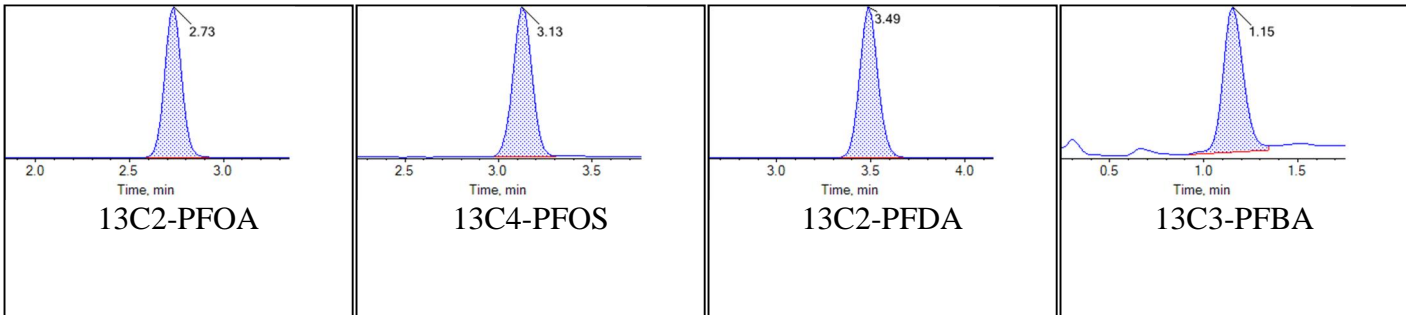 2.73
2.0 2.5 3.0
Time, min
13C2-PFOA
3.13
2.5 3.0 3.5
Time, min
13C4-PFOS
3.49
3.0 3.5 4.0
Time, min
13C2-PFDA
1.15
0.5 1.0 1.5
Time, min
13C3-PFBA